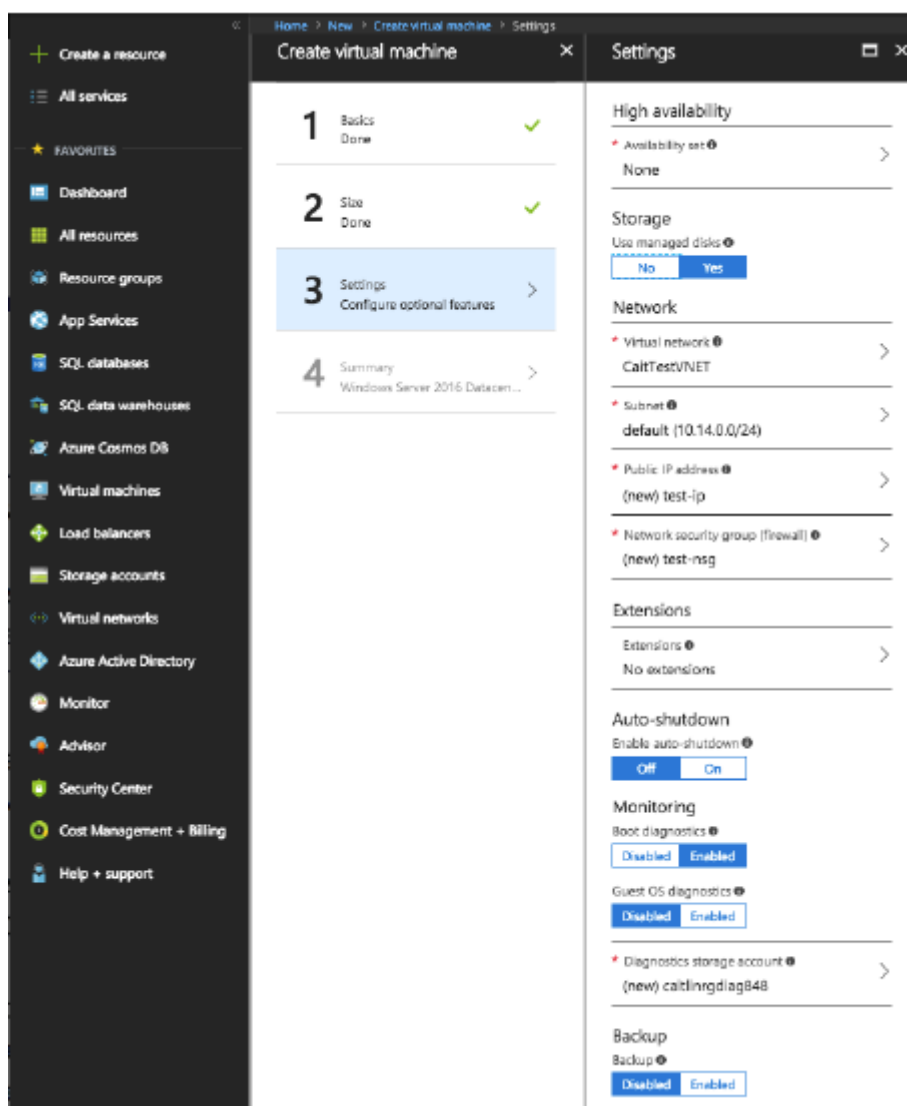 Home > New > Create virtual machine > Settings
Create a resource
All services
FAVORITES
Dashboard
All resources
Resource groups
App Services
SQL databases
SQL data warehouses
Azure Cosmos DB
Virtual machines
Load balancers
Storage accounts
Virtual networks
Azure Active Directory
Monitor
Advisor
Security Center
Cost Management + Billing
Help + support
Create virtual machine
1 Basics
Done
2 Size
Done
3 Settings
Configure optional features
4 Summary
Windows Server 2016 Datacen...
Settings
High availability
* Availability set
None
Storage
Use managed disks
No Yes
Network
* Virtual network
CaitTestVNET
* Subnet
default (10.14.0.0/24)
* Public IP address
(new) test-ip
* Network security group (firewall)
(new) test-nsg
Extensions
Extensions
No extensions
Auto-shutdown
Enable auto-shutdown
Off On
Monitoring
Boot diagnostics
Disabled Enabled
Guest OS diagnostics
Disabled Enabled
* Diagnostics storage account
(new) caitlinrgdiag848
Backup
Backup
Disabled Enabled